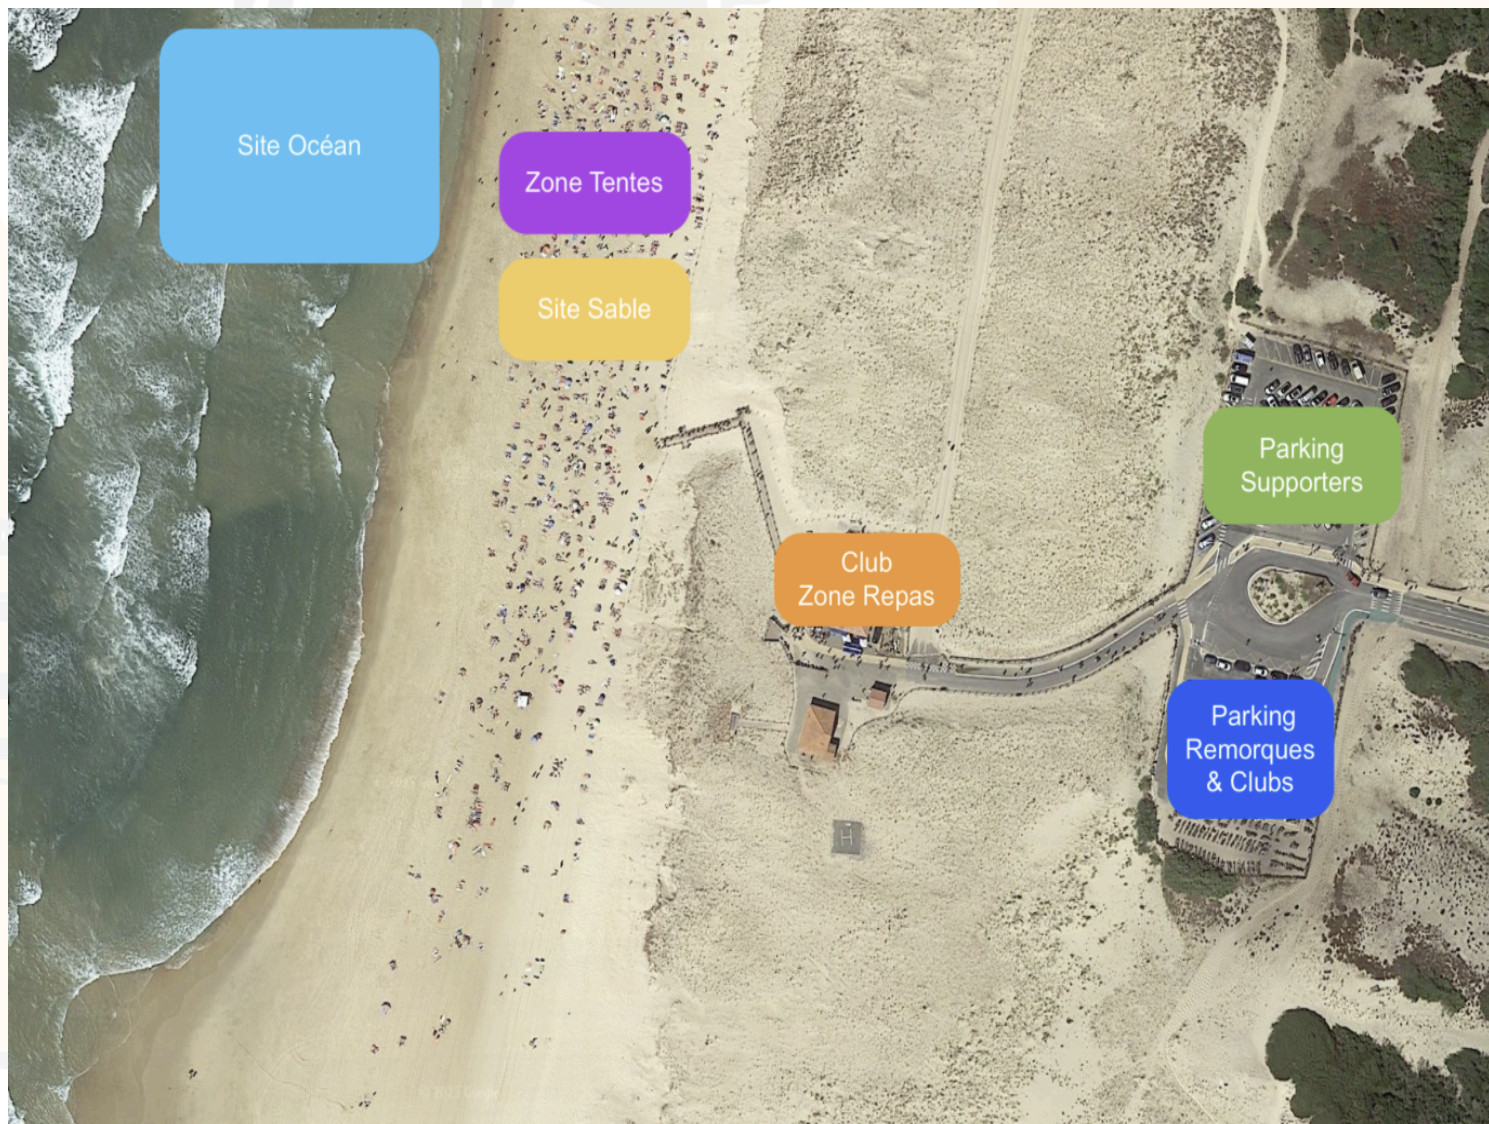 Site Océan
Zone Tentes
Site Sable
Parking
Supporters
Club
Zone Repas
Parking
Remorques
& Clubs
H